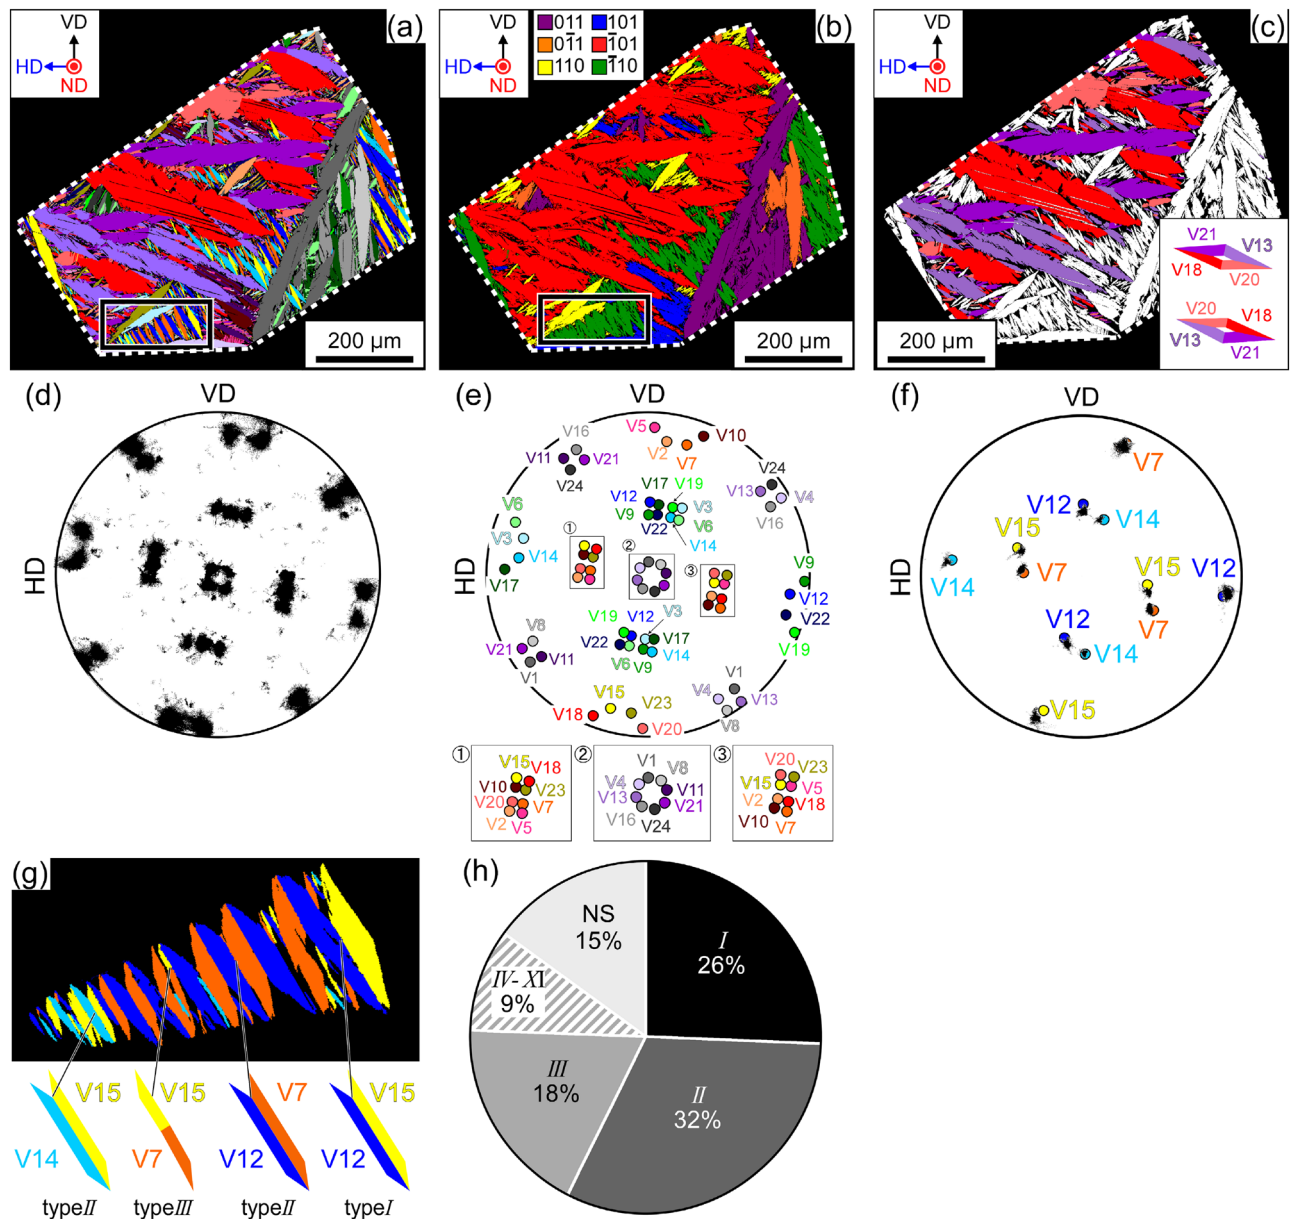 VD
(a)
HD
ND
200 µm
VD
(b)
HD
ND
011
101
01̄1
1̄01
110
1̄10
200 µm
VD
(c)
HD
ND
V21
V13
V18
V20
V20
V18
V13
V21
200 µm
(d)
VD
HD
(e)
VD
V16
V5
V10
V11
V21
V2
V7
V24
V24
V17
V19
V13
V4
V12
V3
V16
V6
V9
V22
V6
V3
V14
V14
V17
①
②
③
V9
V12
V22
V19
V19
V12
V3
V8
V22
V17
V21
V11
V6
V9
V14
V1
V1
V4
V13
V8
V15
V23
V18
V20
①
V15
V18
V10
V23
V20
V7
V2
V5
②
V1
V4
V8
V13
V11
V21
V16
V24
③
V20
V23
V15
V5
V2
V18
V10
V7
(f)
VD
HD
V7
V12
V14
V15
V15
V12
V14
V7
V7
V12
V14
V15
(g)
V15
V15
V7
V15
V14
V7
V12
V12
typeII
typeIII
typeII
typeI
(h)
NS
15%
I
26%
IV-XI
9%
III
18%
II
32%